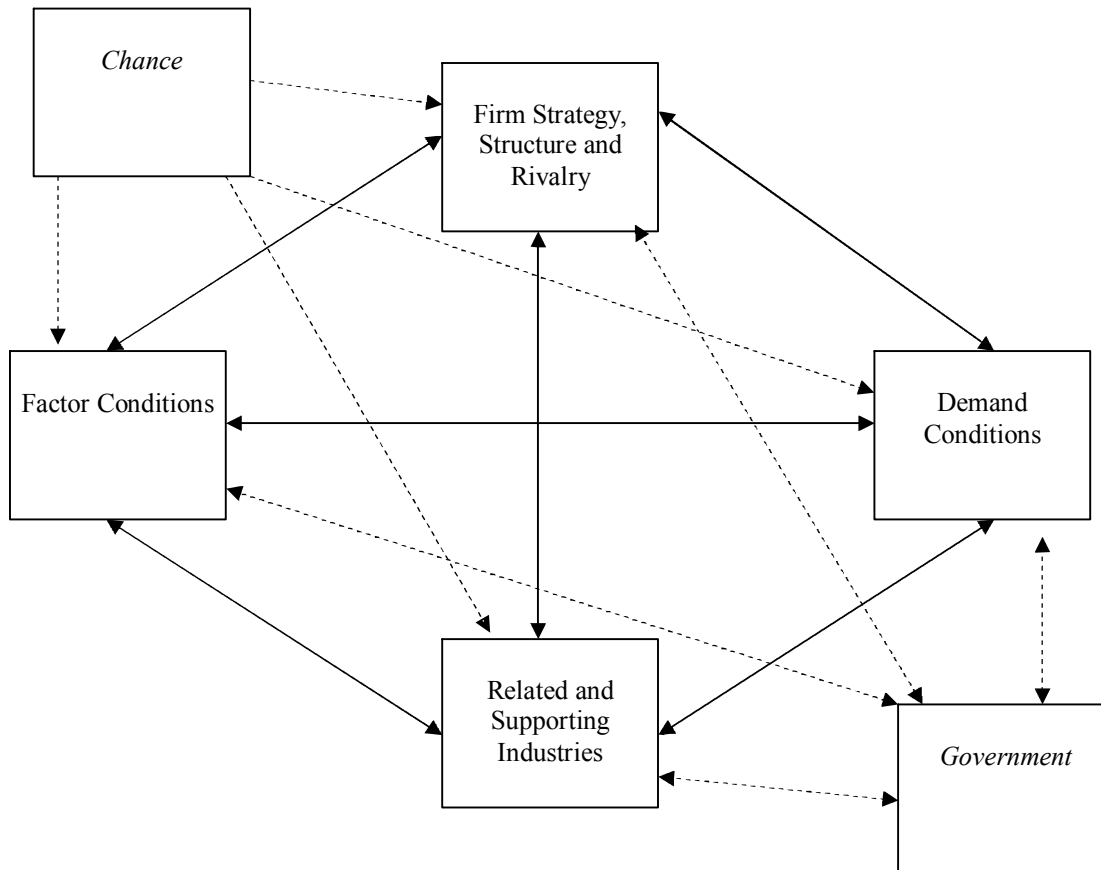 Chance
Firm Strategy,
Structure and
Rivalry
Factor Conditions
Demand
Conditions
Related and
Supporting
Industries
Government